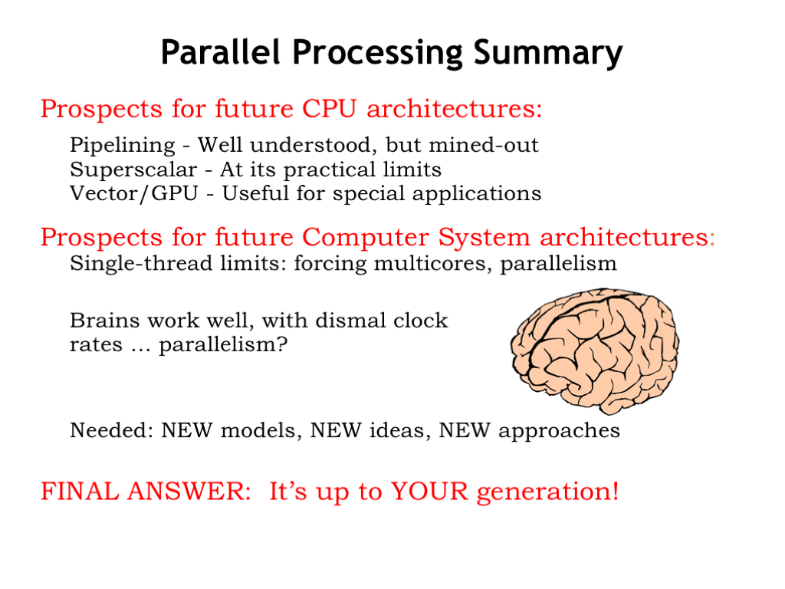 Parallel Processing Summary
Prospects for future CPU architectures:
Pipelining - Well understood, but mined-out
Superscalar - At its practical limits
Vector/GPU - Useful for special applications
Prospects for future Computer System architectures:
Single-thread limits: forcing multicores, parallelism
Brains work well, with dismal clock
rates … parallelism?
Needed: NEW models, NEW ideas, NEW approaches
FINAL ANSWER:  It’s up to YOUR generation!